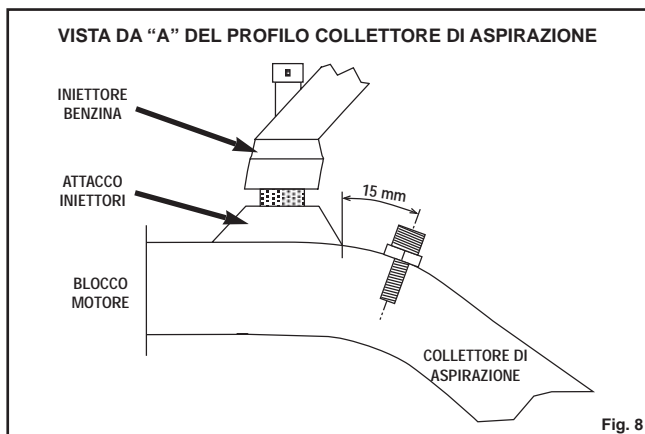 VISTA DA “A” DEL PROFILO COLLETTORE DI ASPIRAZIONE
INIETTORE
BENZINA
ATTACCO
INIETTORI
15 mm
BLOCCO
MOTORE
COLLETTORE DI
ASPIRAZIONE
Fig. 8